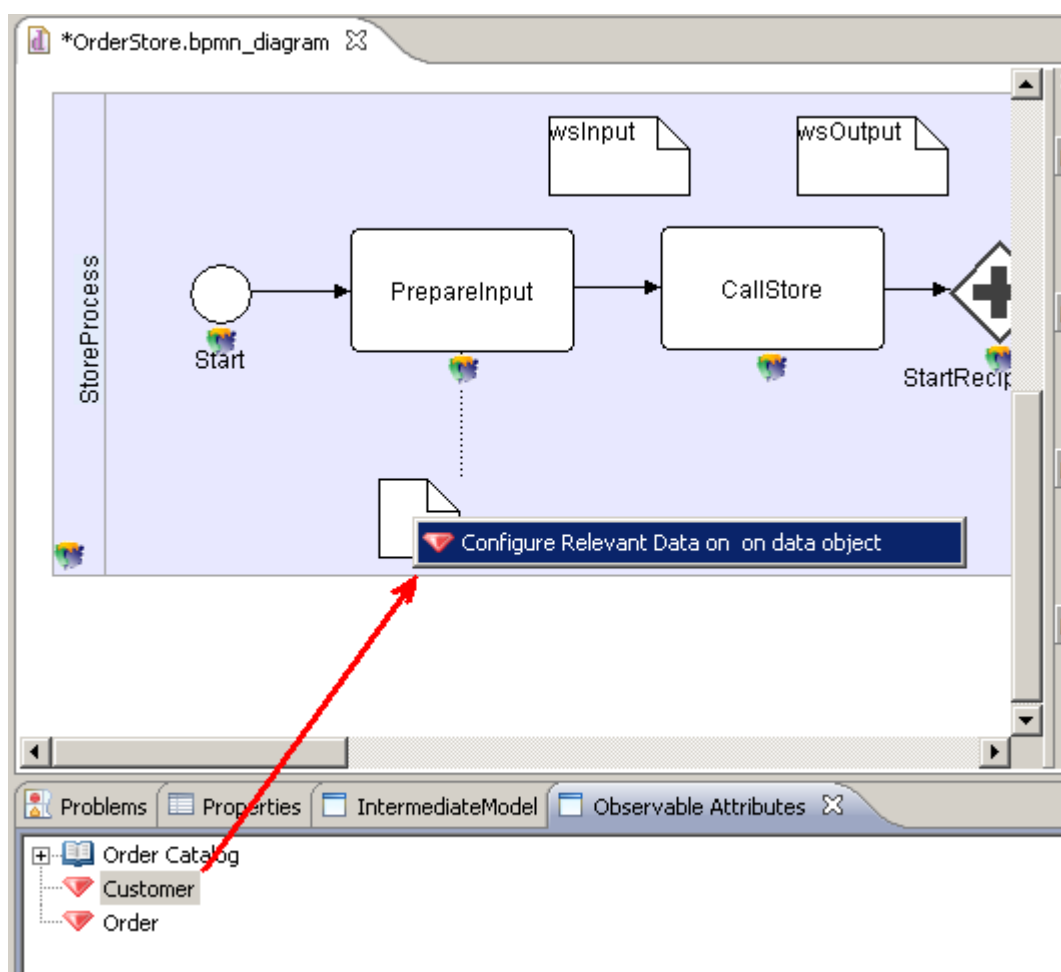 *OrderStore.bpmn_diagram
wsInput
wsOutput
StoreProcess
PrepareInput
CallStore
Start
StartRecip
Configure Relevant Data on on data object
Problems
Properties
IntermediateModel
Observable Attributes
Order Catalog
Customer
Order